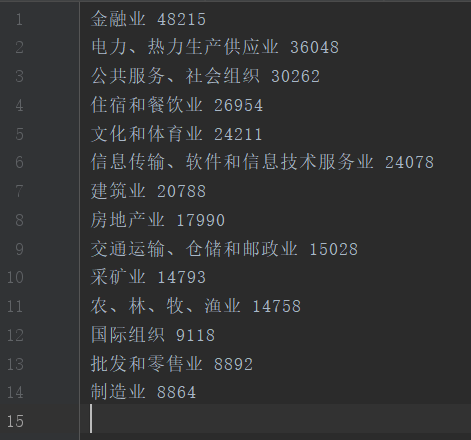 1 金融业 48215
2 电力、热力生产供应业 36048
3 公共服务、社会组织 30262
4 住宿和餐饮业 26954
5 文化和体育业 24211
6 信息传输、软件和信息技术服务业 24078
7 建筑业 20788
8 房地产业 17990
9 交通运输、仓储和邮政业 15028
10 采矿业 14793
11 农、林、牧、渔业 14758
12 国际组织 9118
13 批发和零售业 8892
14 制造业 8864
15